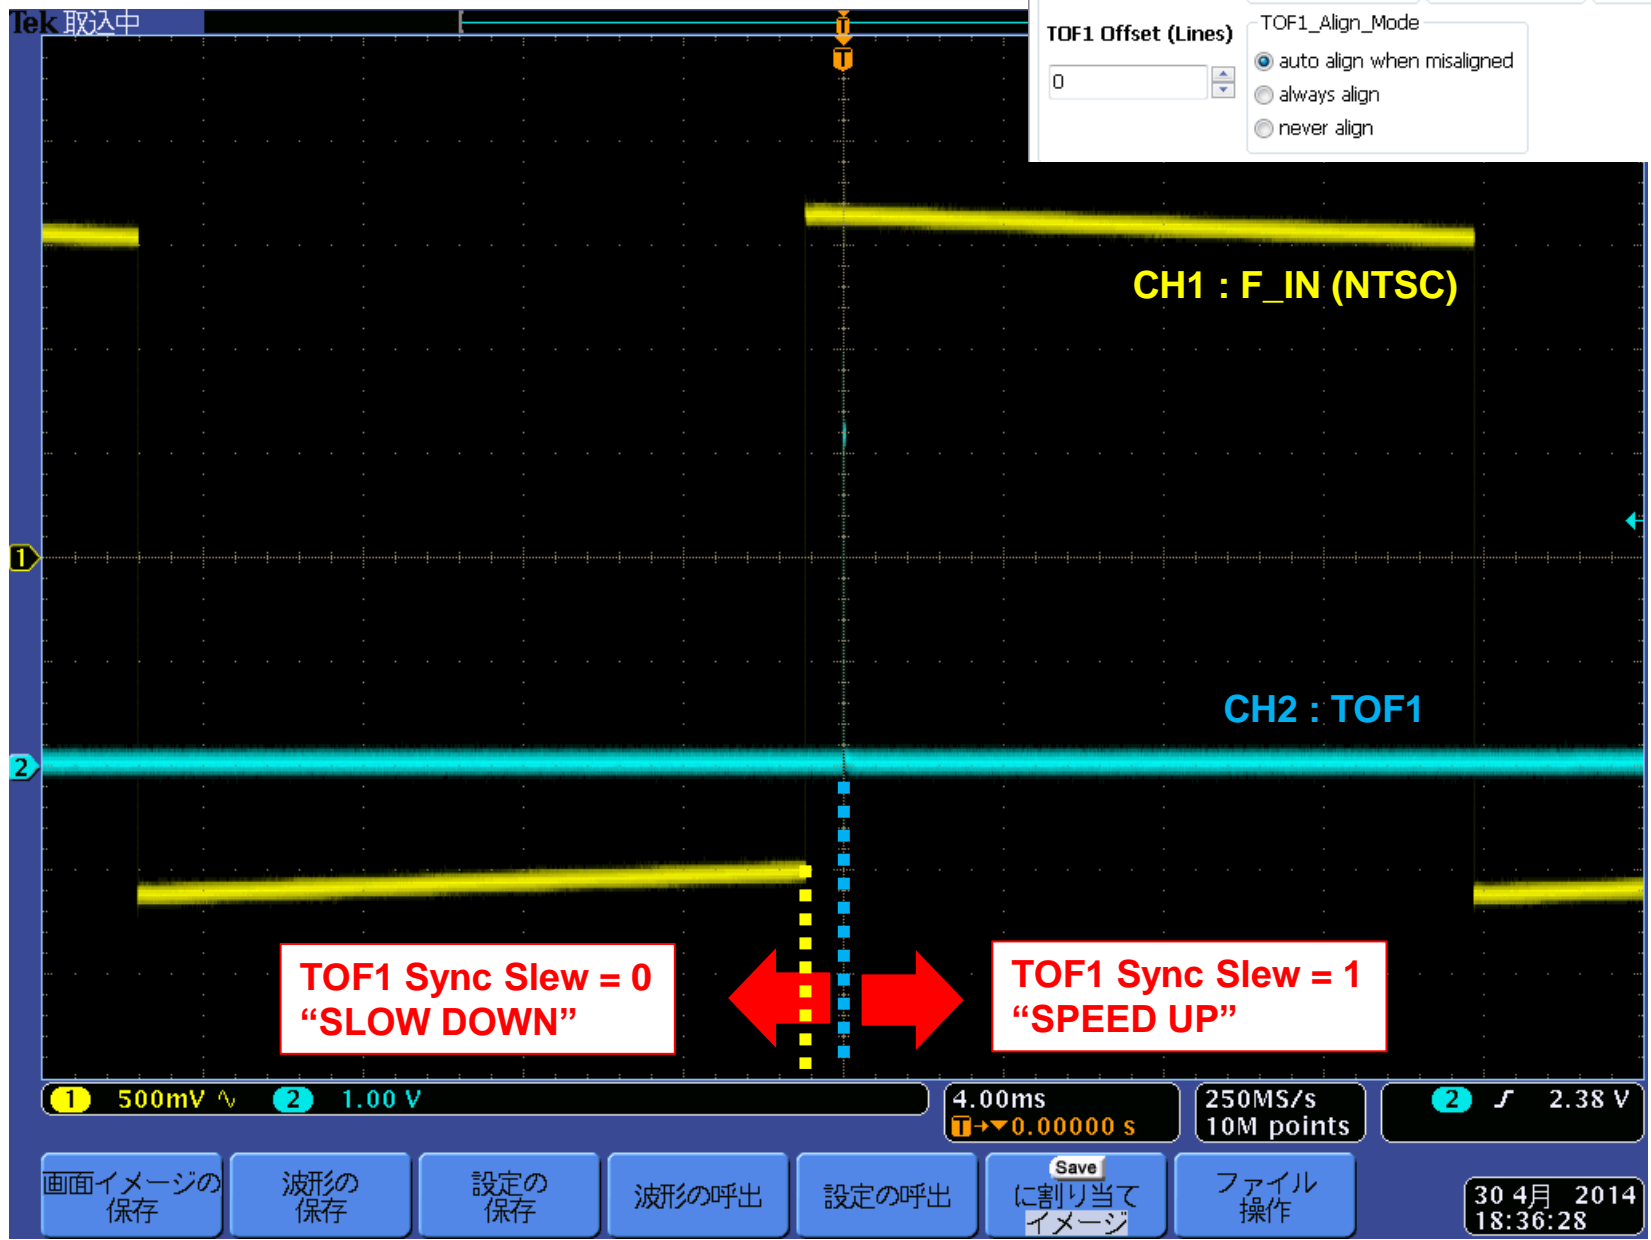 Tek 取込中
T
T
TOF1 Offset (Lines)
0
TOF1_Align_Mode
auto align when misaligned
always align
never align
CH1 : F_IN (NTSC)
1
CH2 : TOF1
2
TOF1 Sync Slew = 0
“SLOW DOWN”
TOF1 Sync Slew = 1
“SPEED UP”
1 500mV 2 1.00 V
4.00ms
T→▼0.00000 s
250MS/s
10M points
2 2.38 V
画面イメージの
保存
波形の
保存
設定の
保存
波形の呼出
設定の呼出
Save
に割り当て
イメージ
ファイル
操作
30 4月 2014
18:36:28